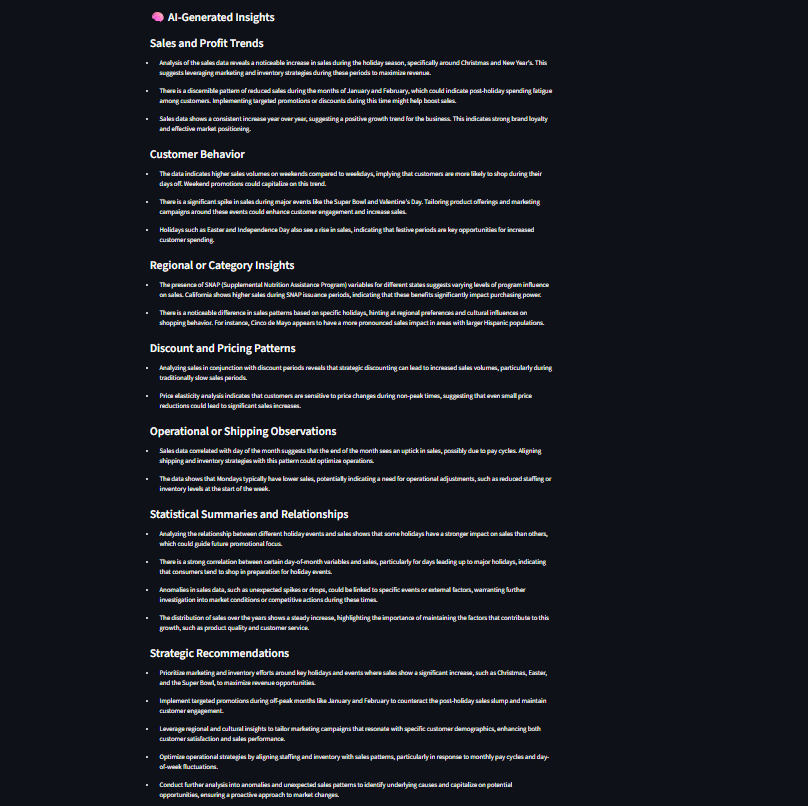 🧠 AI-Generated Insights
Sales and Profit Trends
• Analysis of the sales data reveals a noticeable increase in sales during the holiday season, specifically around Christmas and New Year's. This
suggests leveraging marketing and inventory strategies during these periods to maximize revenue.
• There is a discernible pattern of reduced sales during the months of January and February, which could indicate post-holiday spending fatigue
among customers. Implementing targeted promotions or discounts during this time might help boost sales.
• Sales data shows a consistent increase year over year, suggesting a positive growth trend for the business. This indicates strong brand loyalty
and effective market positioning.
Customer Behavior
• The data indicates higher sales volumes on weekends compared to weekdays, implying that customers are more likely to shop during their
days off. Weekend promotions could capitalize on this trend.
• There is a significant spike in sales during major events like the Super Bowl and Valentine's Day. Tailoring product offerings and marketing
campaigns around these events could enhance customer engagement and increase sales.
• Holidays such as Easter and Independence Day also see a rise in sales, indicating that festive periods are key opportunities for increased
customer spending.
Regional or Category Insights
• The presence of SNAP (Supplemental Nutrition Assistance Program) variables for different states suggests varying levels of program influence
on sales. California shows higher sales during SNAP issuance periods, indicating that these benefits significantly impact purchasing power.
• There is a noticeable difference in sales patterns based on specific holidays, hinting at regional preferences and cultural influences on
shopping behavior. For instance, Cinco de Mayo appears to have a more pronounced sales impact in areas with larger Hispanic populations.
Discount and Pricing Patterns
• Analyzing sales in conjunction with discount periods reveals that strategic discounting can lead to increased sales volumes, particularly during
traditionally slow sales periods.
• Price elasticity analysis indicates that customers are sensitive to price changes during non-peak times, suggesting that even small price
reductions could lead to significant sales increases.
Operational or Shipping Observations
• Sales data correlated with day of the month suggests that the end of the month sees an uptick in sales, possibly due to pay cycles. Aligning
shipping and inventory strategies with this pattern could optimize operations.
• The data shows that Mondays typically have lower sales, potentially indicating a need for operational adjustments, such as reduced staffing or
inventory levels at the start of the week.
Statistical Summaries and Relationships
• Analyzing the relationship between different holiday events and sales shows that some holidays have a stronger impact on sales than others,
which could guide future promotional focus.
• There is a strong correlation between certain day-of-month variables and sales, particularly for days leading up to major holidays, indicating
that consumers tend to shop in preparation for holiday events.
• Anomalies in sales data, such as unexpected spikes or drops, could be linked to specific events or external factors, warranting further
investigation into market conditions or competitive actions during these times.
• The distribution of sales over the years shows a steady increase, highlighting the importance of maintaining the factors that contribute to this
growth, such as product quality and customer service.
Strategic Recommendations
• Prioritize marketing and inventory efforts around key holidays and events where sales show a significant increase, such as Christmas, Easter,
and the Super Bowl, to maximize revenue opportunities.
• Implement targeted promotions during off-peak months like January and February to counteract the post-holiday sales slump and maintain
customer engagement.
• Leverage regional and cultural insights to tailor marketing campaigns that resonate with specific customer demographics, enhancing both
customer satisfaction and sales performance.
• Optimize operational strategies by aligning staffing and inventory with sales patterns, particularly in response to monthly pay cycles and day-
of-week fluctuations.
• Conduct further analysis into anomalies and unexpected sales patterns to identify underlying causes and capitalize on potential
opportunities, ensuring a proactive approach to market changes.